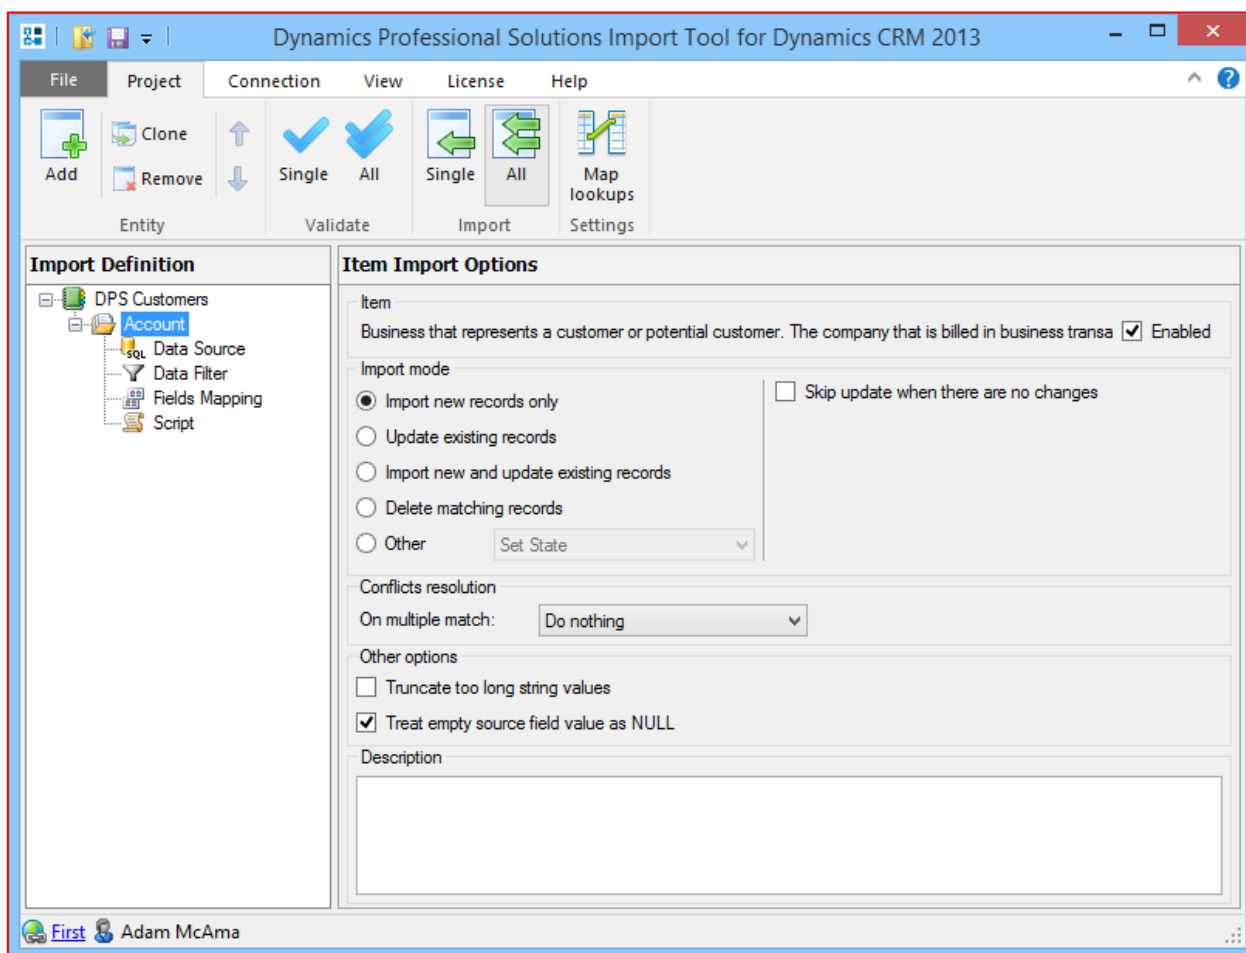 Dynamics Professional Solutions Import Tool for Dynamics CRM 2013
File Project Connection View License Help
Add Clone Remove Single All Single All Map lookups
Entity Validate Import Settings
Import Definition
DPS Customers
Account
SQL Data Source
Data Filter
Fields Mapping
Script
Item Import Options
Item
Business that represents a customer or potential customer. The company that is billed in business transa Enabled
Import mode
Import new records only
Skip update when there are no changes
Update existing records
Import new and update existing records
Delete matching records
Other Set State
Conflicts resolution
On multiple match: Do nothing
Other options
Truncate too long string values
Treat empty source field value as NULL
Description
First Adam McAma